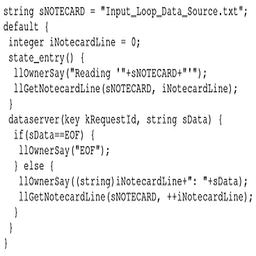 string sNOTECARD = "Input_Loop_Data_Source.txt";
default {
 integer iNotecardLine = 0;
 state_entry() {
  llOwnerSay("Reading '"+sNOTECARD+"'");
  llGetNotecardLine(sNOTECARD, iNotecardLine);
 }
 dataserver(key kRequestId, string sData) {
  if(sData==EOF) {
   llOwnerSay("EOF");
  } else {
   llOwnerSay((string)iNotecardLine+": "+sData);
   llGetNotecardLine(sNOTECARD, ++iNotecardLine);
  }
 }
}